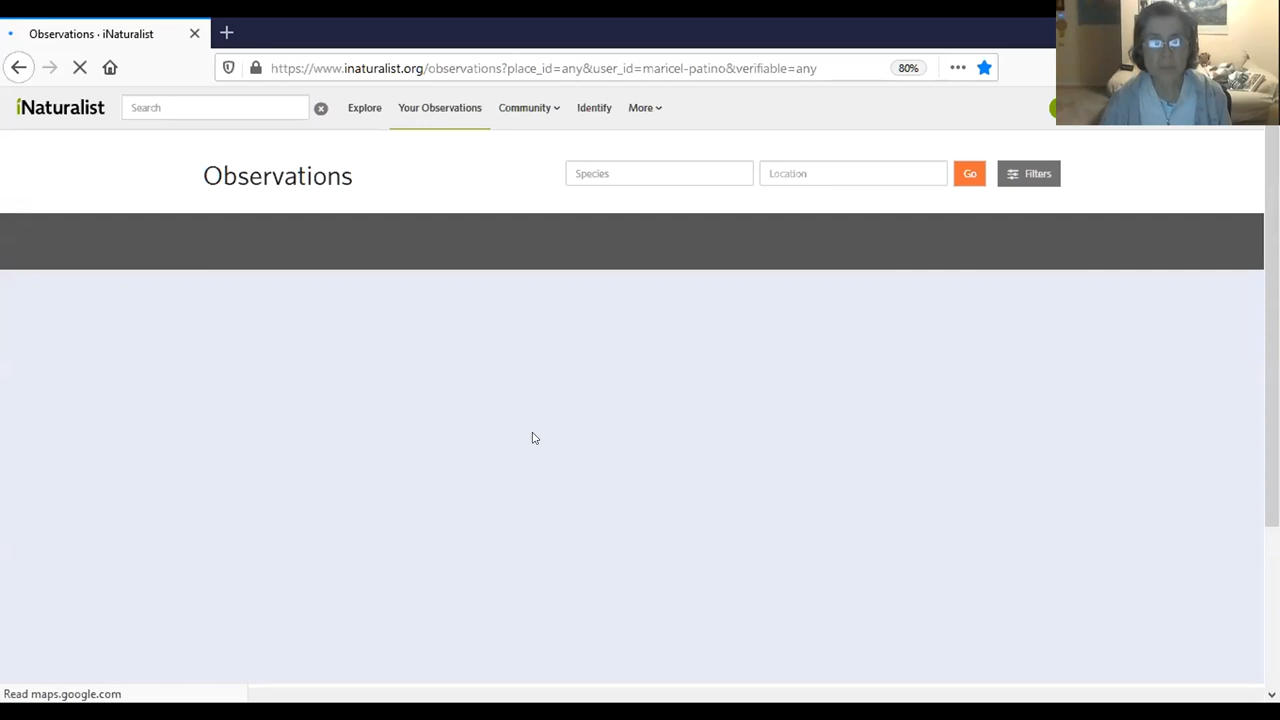 Observations · iNaturalist
https://www.inaturalist.org/observations?place_id=any&user_id=maricel-patino&verifiable=any
80%
iNaturalist
Search
Explore
Your Observations
Community
Identify
More
Observations
Species
Location
Go
Filters
Read maps.google.com